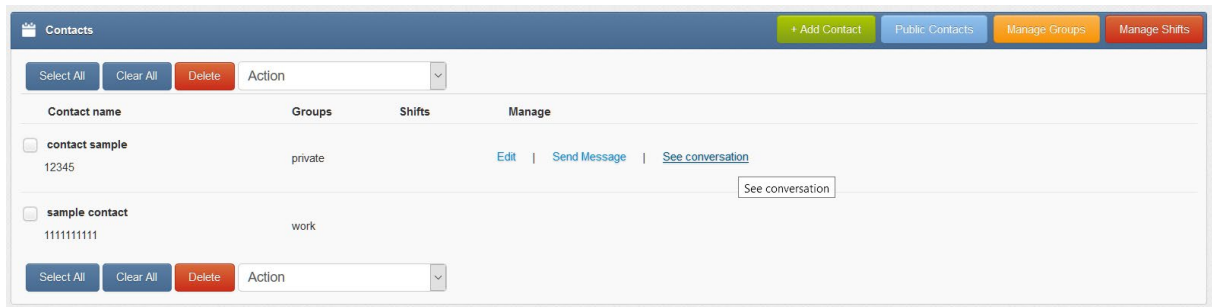 Contacts + Add Contact Public Contacts Manage Groups Manage Shifts
Select All Clear All Delete Action
Contact name Groups Shifts Manage
contact sample
12345 private Edit | Send Message | See conversation
See conversation
sample contact
1111111111 work
Select All Clear All Delete Action